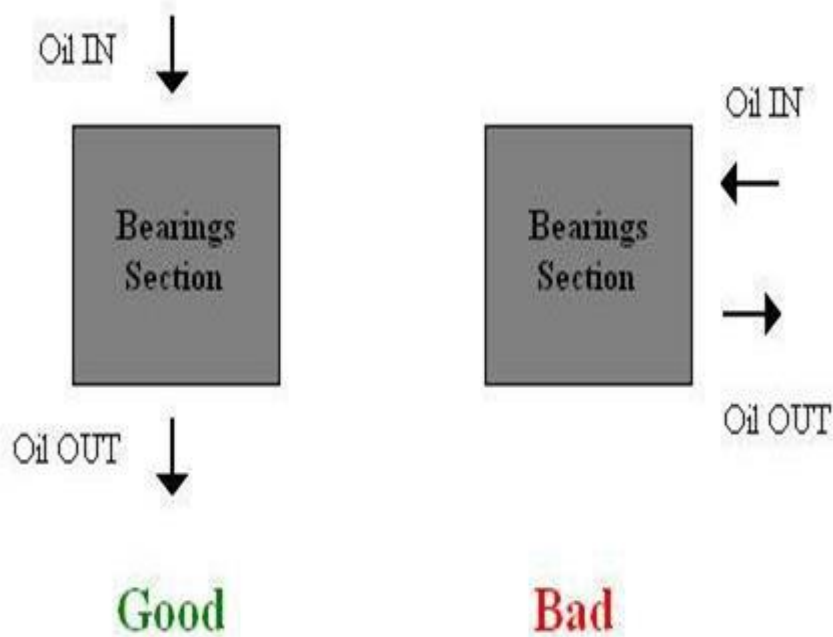 Oil IN
Bearings
Section
Oil OUT
Good
Oil IN
Bearings
Section
Oil OUT
Bad